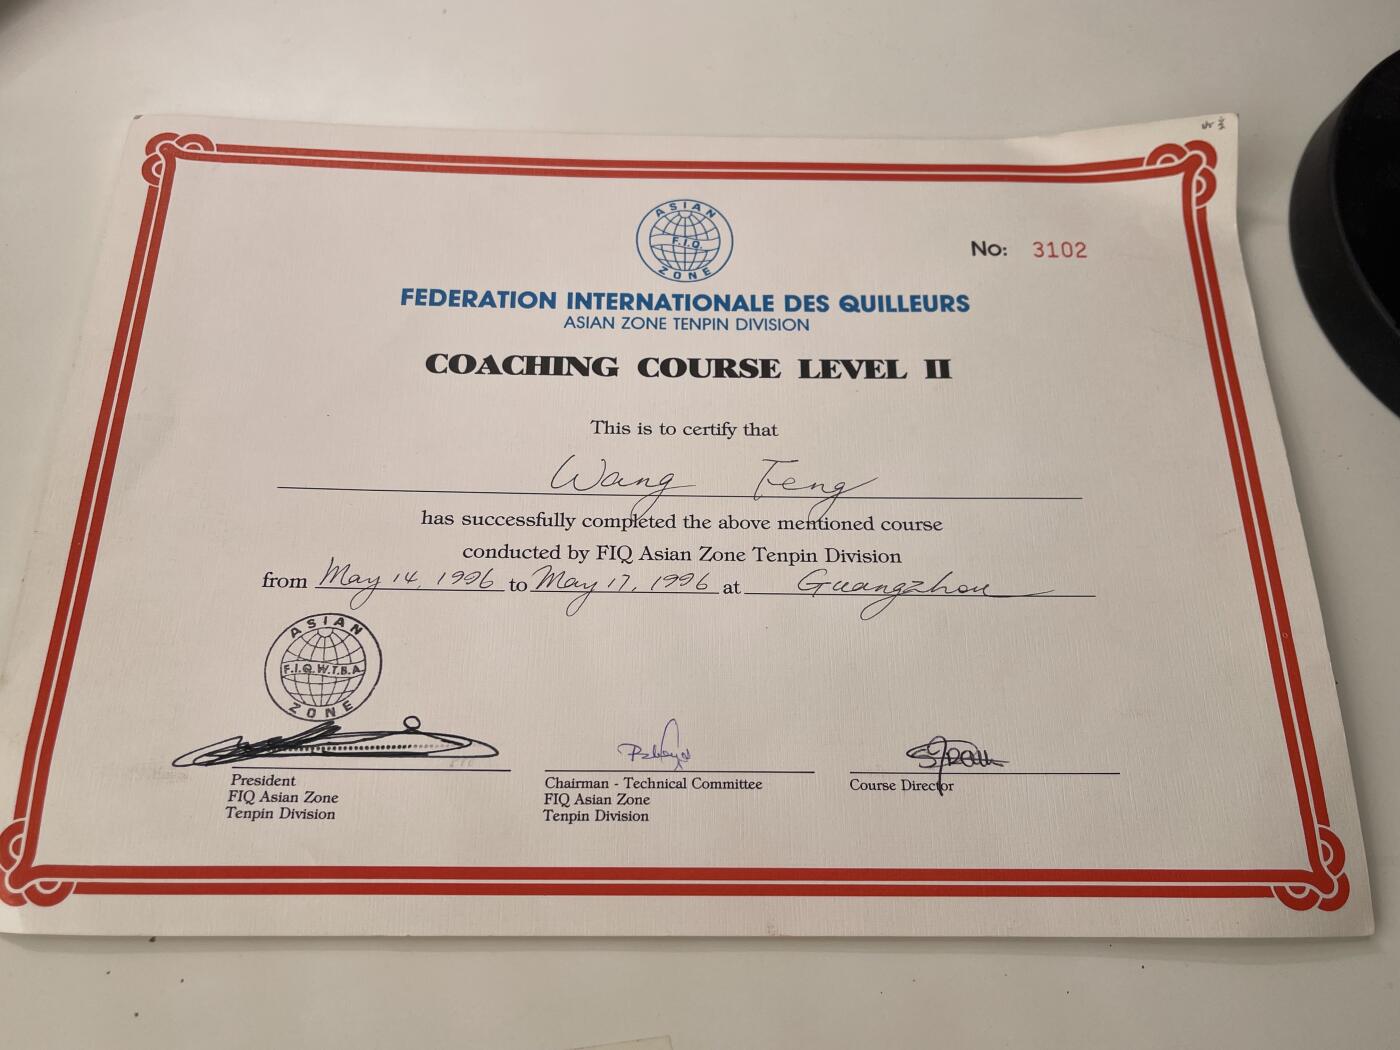 ASIAN
F.I.Q.
ZONE
No: 3102
FEDERATION INTERNATIONALE DES QUILLEURS
ASIAN ZONE TENPIN DIVISION
COACHING COURSE LEVEL II
This is to certify that
Wang Feng
has successfully completed the above mentioned course
conducted by FIQ Asian Zone Tenpin Division
from May 14, 1996 to May 17, 1996 at Guangzhou
ASIAN
F.I.Q.W.T.B.A
ZONE
President
FIQ Asian Zone
Tenpin Division
Chairman - Technical Committee
FIQ Asian Zone
Tenpin Division
Course Director